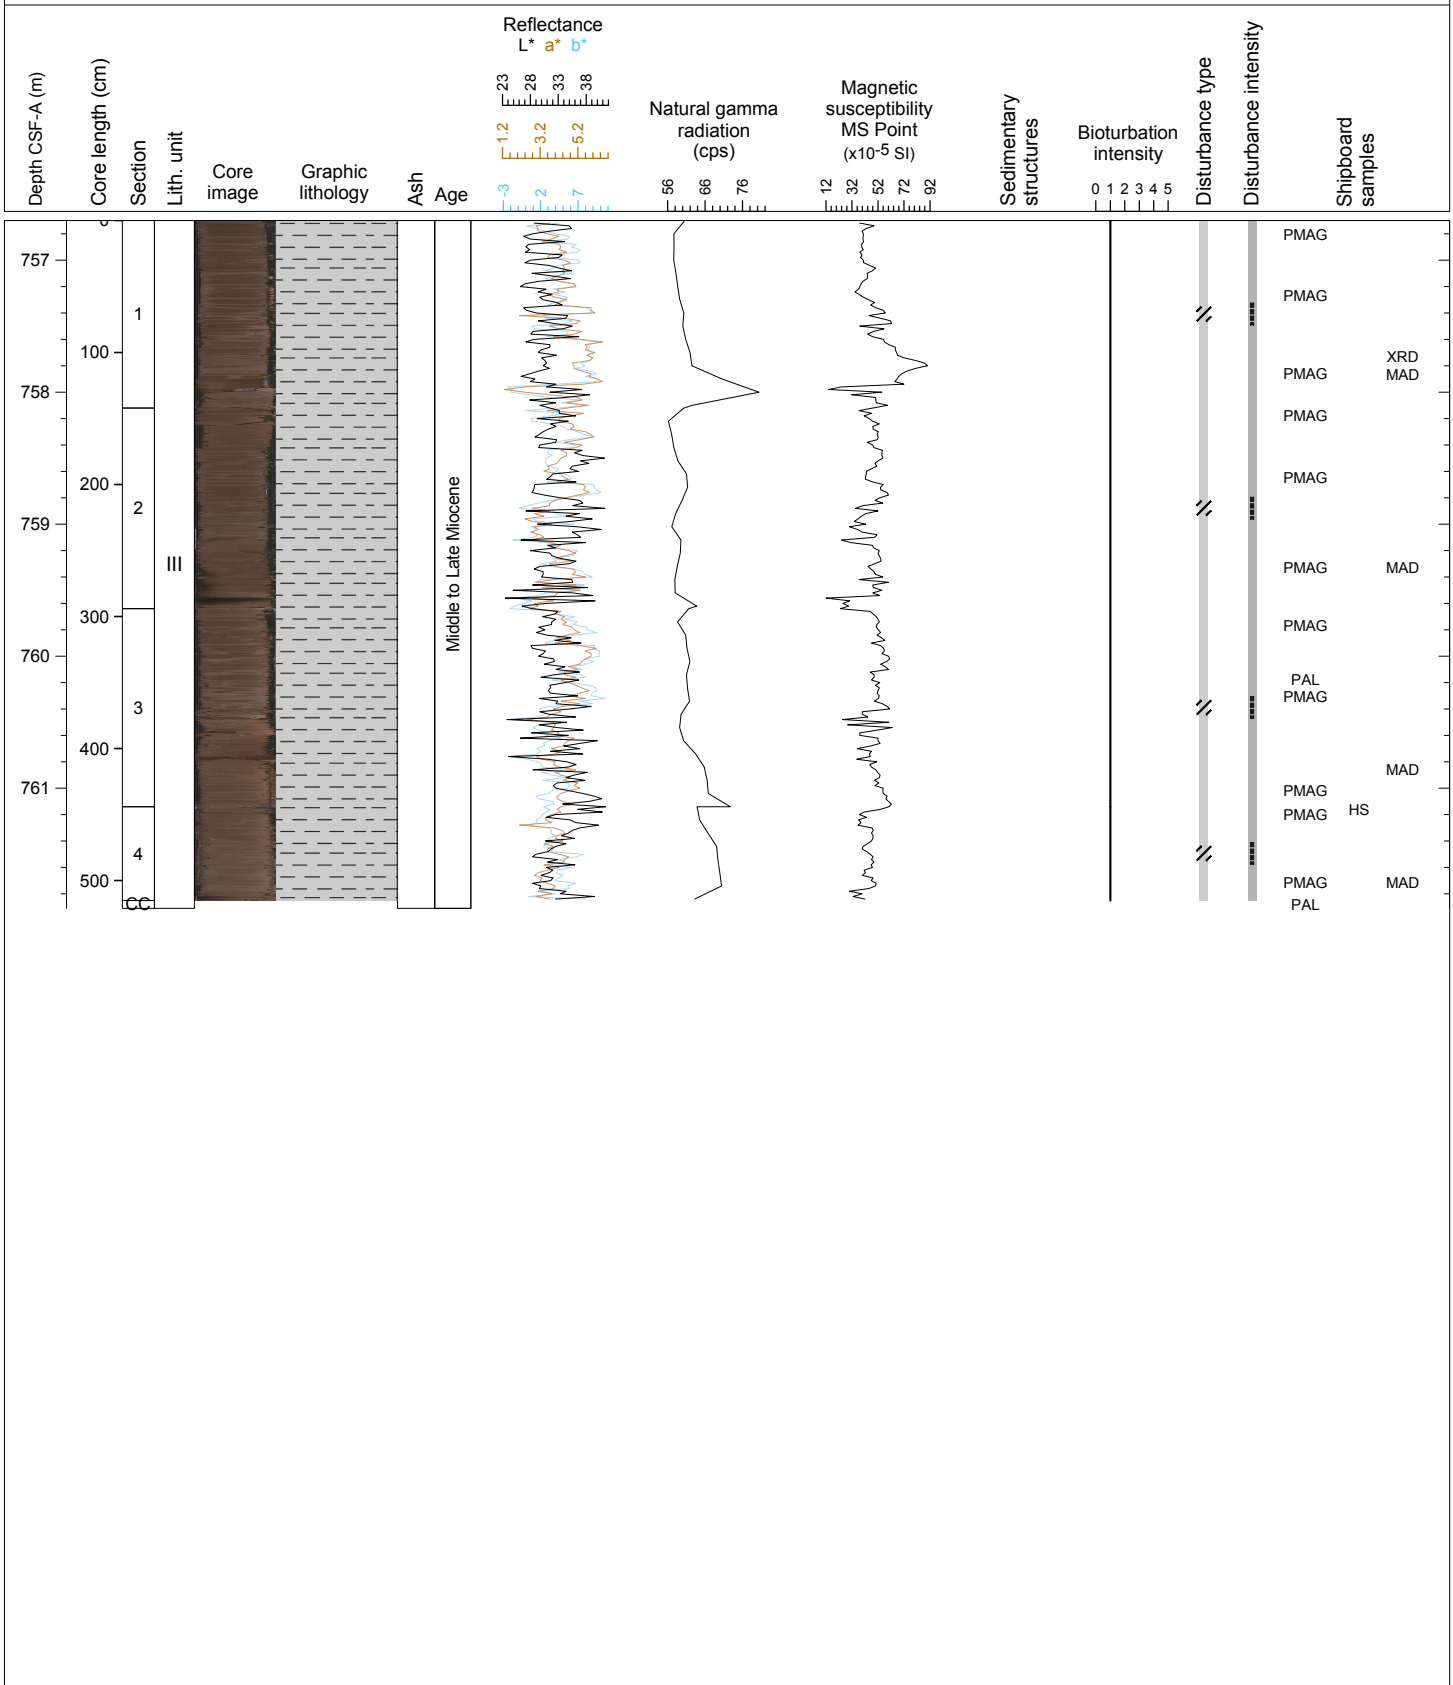 Depth CSF-A (m)
Core length (cm)
Section
Lith. unit
Core
image
Graphic
lithology
Ash
Age
Reflectance
L* a* b*
23 28 33 38
1.2 3.2 5.2
-3 2 7
Natural gamma
radiation
(cps)
56 66 76
Magnetic
susceptibility
MS Point
(x10-5 SI)
12 32 52 72 92
Sedimentary
structures
Bioturbation
intensity
0 1 2 3 4 5
Disturbance type
Disturbance intensity
Shipboard
samples
0
PMAG
757
PMAG
1
100
XRD
PMAG MAD
758
PMAG
200
PMAG
2
759
III
Middle to Late Miocene
PMAG MAD
300
PMAG
760
PAL
PMAG
3
400
MAD
761
PMAG
HS
PMAG
4
500
PMAG MAD
CC
PAL